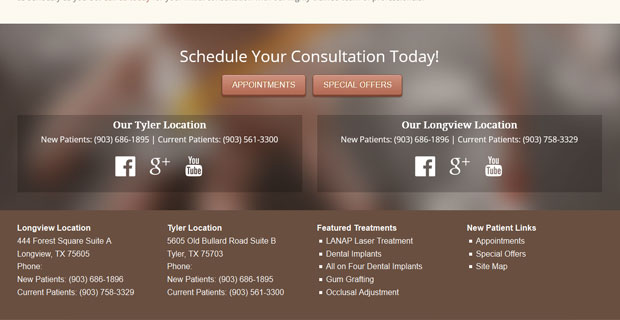 Schedule Your Consultation Today!
APPOINTMENTS
SPECIAL OFFERS
Our Tyler Location
New Patients: (903) 686-1895 | Current Patients: (903) 561-3300
g+
You Tube
Our Longview Location
New Patients: (903) 686-1896 | Current Patients: (903) 758-3329
g+
You Tube
Longview Location
444 Forest Square Suite A
Longview, TX 75605
Phone:
New Patients: (903) 686-1896
Current Patients: (903) 758-3329
Tyler Location
5605 Old Bullard Road Suite B
Tyler, TX 75703
Phone:
New Patients: (903) 686-1895
Current Patients: (903) 561-3300
Featured Treatments
LANAP Laser Treatment
Dental Implants
All on Four Dental Implants
Gum Grafting
Occlusal Adjustment
New Patient Links
Appointments
Special Offers
Site Map